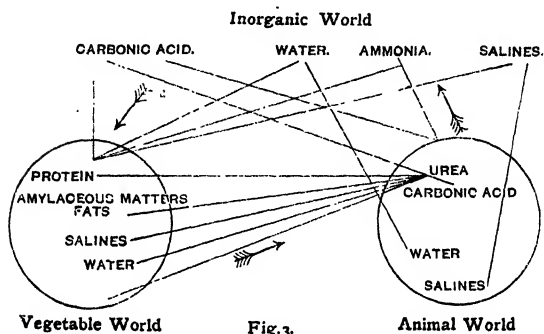 Inorganic World
CARBONIC ACID. WATER. AMMONIA. SALINES.
PROTEIN
AMYLACEOUS MATTERS
FATS
SALINES
WATER
UREA
CARBONIC ACID
WATER
SALINES
Vegetable World Fig.3. Animal World